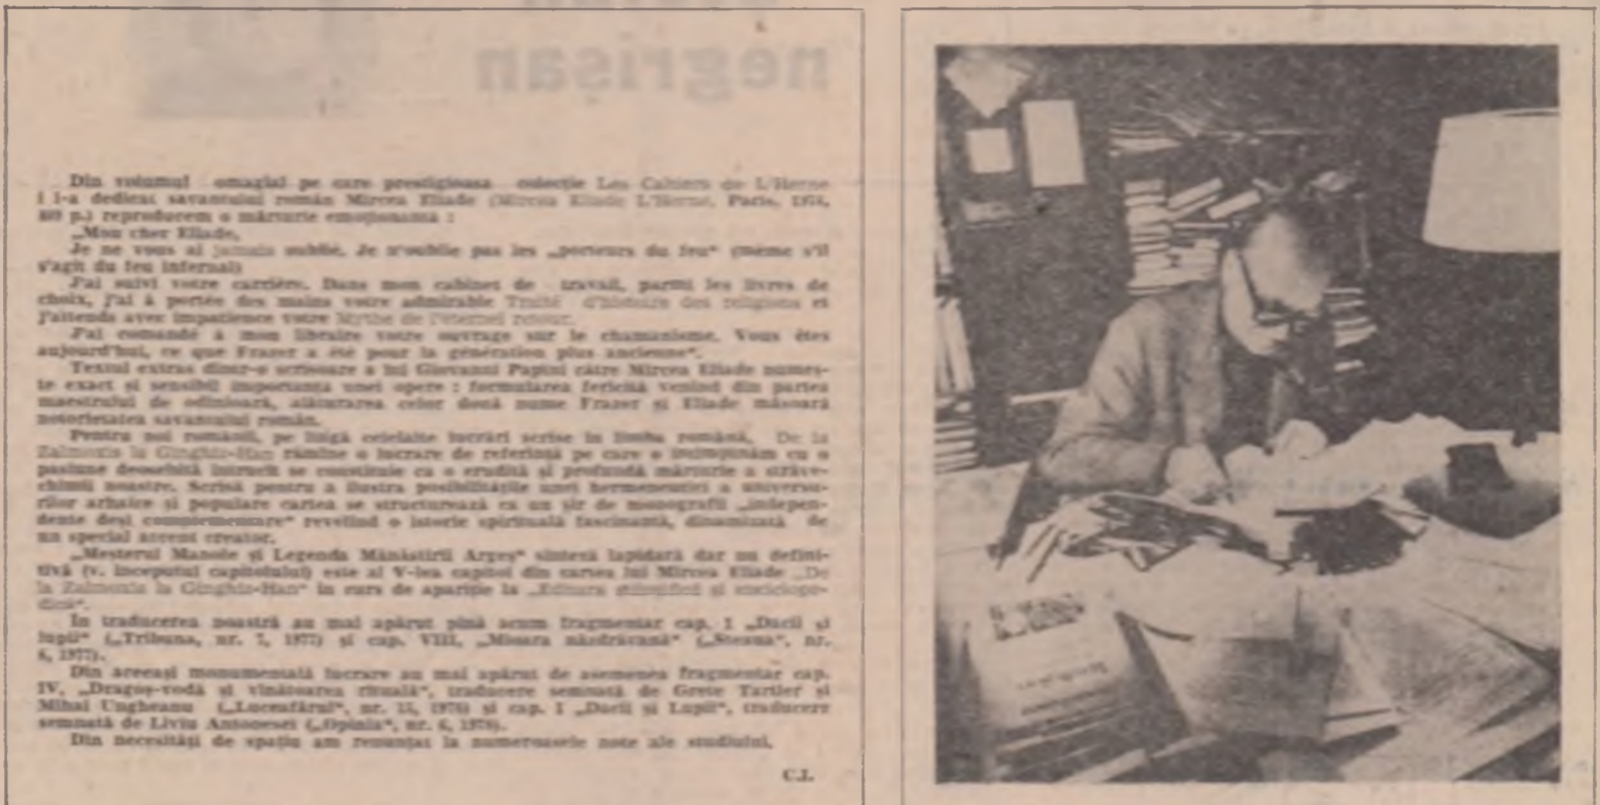 negrișan
Din volumul omagial pe care prestigioasa colecție Les Cahiers de L'Herne
i l-a dedicat savantului român Mircea Eliade (Mircea Eliade L'Herne, Paris, 1978,
409 p.) reproducem o mărturie emoționantă :
„Mon cher Eliade,
Je ne vous ai jamais oublié. Je n'oublie pas les „porteurs du feu“ (même s'il
s'agit du feu infernal)
J'ai suivi votre carrière. Dans mon cabinet de travail, parmi les livres de
choix, j'ai à portée des mains votre admirable Traité d'histoire des religions et
j'attends avec impatience votre Mythe de l'éternel retour.
J'ai comandé à mon libraire votre ouvrage sur le chamanisme. Vous êtes
aujourd'hui, ce que Frazer a été pour la génération plus ancienne“.
Textul extras dintr-o scrisoare a lui Giovanni Papini către Mircea Eliade numeș-
te exact și sensibil importanța unei opere : formularea fericită venind din partea
maestrului de odinioară, alăturarea celor două nume Frazer și Eliade măsoară
notorietatea savantului român.
Pentru noi românii, pe lîngă celelalte lucrări scrise în limba română, De la
Zalmoxis la Ginghis-Han rămîne o lucrare de referință pe care o întîmpinăm cu o
pasiune deosebită întrucît se constituie ca o erudită și profundă mărturie a străve-
chimii noastre. Scrisă pentru a ilustra posibilitățile unei hermeneutici a universu-
rilor arhaice și populare cartea se structurează ca un șir de monografii „indepen-
dente deși complementare“ revelînd o istorie spirituală fascinantă, dinamizată de
un special accent creator.
„Meșterul Manole și Legenda Mănăstirii Argeș“ sinteză lapidară dar nu defini-
tivă (v. începutul capitolului) este al V-lea capitol din cartea lui Mircea Eliade „De
la Zalmoxis la Ginghis-Han“ în curs de apariție la „Editura științifică și enciclope-
dică“.
În traducerea noastră au mai apărut pînă acum fragmentar cap. I „Dacii și
lupii“ („Tribuna, nr. 7, 1977) și cap. VIII, „Mioara năzdrăvană“ („Steaua“, nr.
6, 1977).
Din aceeași monumentală lucrare au mai apărut de asemenea fragmentar cap.
IV, „Dragoș-vodă și vînătoarea rituală“, traducere semnată de Grete Tartler și
Mihai Ungheanu („Luceafărul“, nr. 13, 1978) și cap. I „Dacii și Lupii“, traducere
semnată de Liviu Antonesei („Opinia“, nr. 6, 1978).
Din necesități de spațiu am renunțat la numeroasele note ale studiului.
C.I.